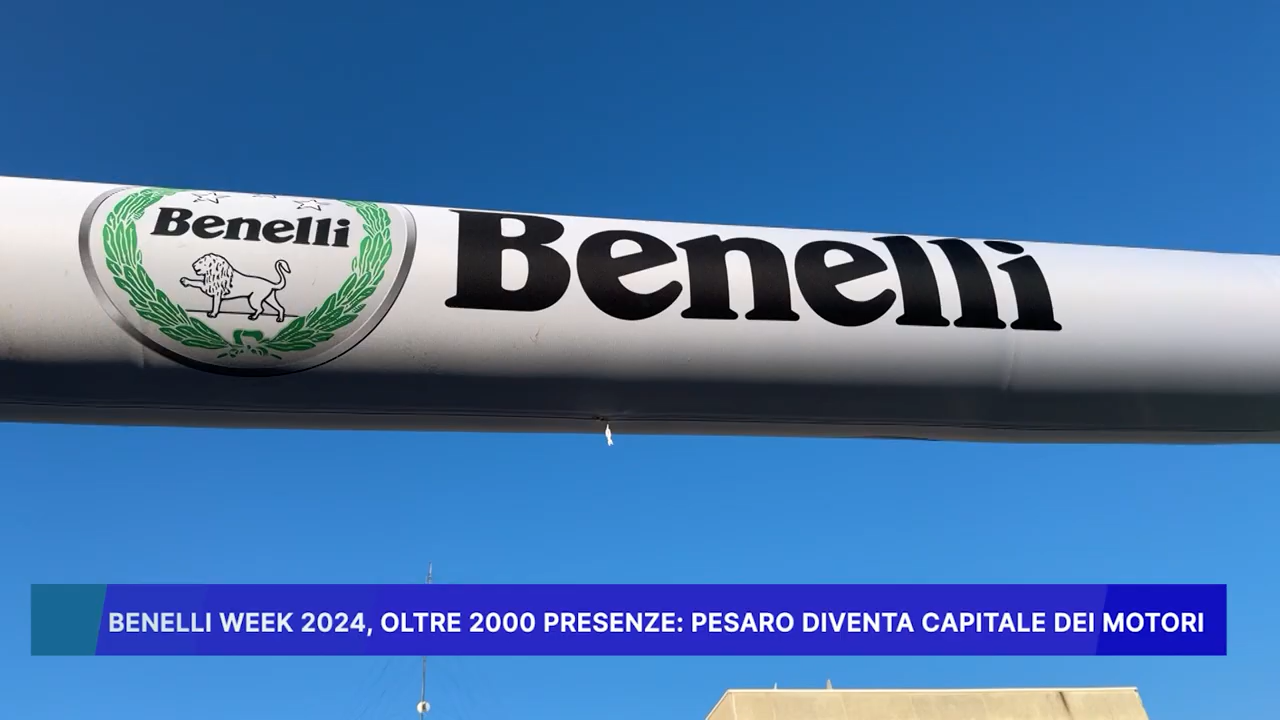 Benelli
Benelli
BENELLI WEEK 2024, OLTRE 2000 PRESENZE: PESARO DIVENTA CAPITALE DEI MOTORI